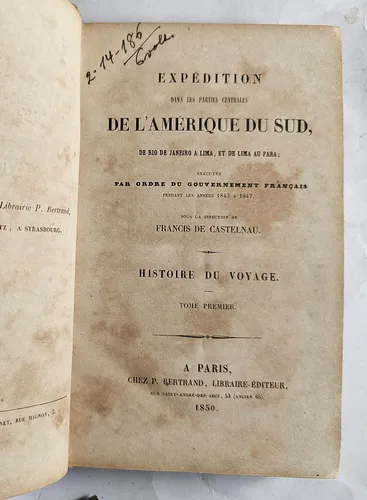 2-14-186
6 vols.
EXPÉDITION
DANS LES PARTIES CENTRALES
DE L'AMÉRIQUE DU SUD,
DE RIO DE JANEIRO A LIMA, ET DE LIMA AU PARA;
EXÉCUTÉE
PAR ORDRE DU GOUVERNEMENT FRANÇAIS
PENDANT LES ANNÉES 1843 A 1847,
SOUS LA DIRECTION DE
FRANCIS DE CASTELNAU.
HISTOIRE DU VOYAGE.
TOME PREMIER.
A PARIS,
CHEZ P. BERTRAND, LIBRAIRE-ÉDITEUR,
RUE SAINT-ANDRÉ-DES-ARCS, 53 (ANCIEN 65).
1850.
Librairie P. Bertrand,
A STRASBOURG.
RUE MIGNON, 2.